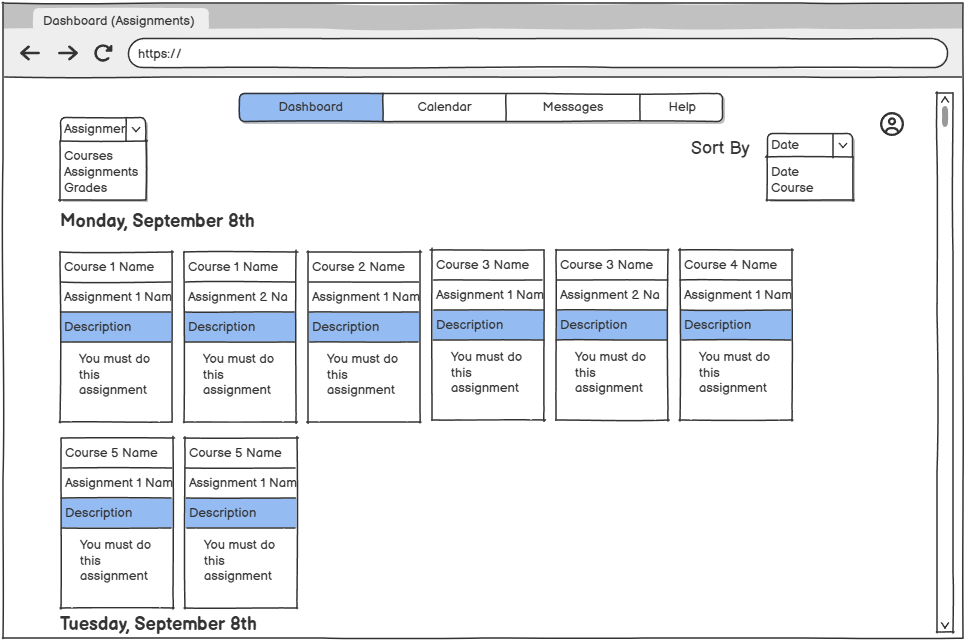 Dashboard (Assignments)
https://
Dashboard Calendar Messages Help
Assignmen
Courses
Assignments
Grades
Sort By
Date
Date
Course
Monday, September 8th
Course 1 Name
Assignment 1 Nam
Description
You must do
this
assignment
Course 1 Name
Assignment 2 Na
Description
You must do
this
assignment
Course 2 Name
Assignment 1 Nam
Description
You must do
this
assignment
Course 3 Name
Assignment 1 Nam
Description
You must do
this
assignment
Course 3 Name
Assignment 2 Na
Description
You must do
this
assignment
Course 4 Name
Assignment 1 Nam
Description
You must do
this
assignment
Course 5 Name
Assignment 1 Nam
Description
You must do
this
assignment
Course 5 Name
Assignment 1 Nam
Description
You must do
this
assignment
Tuesday, September 8th